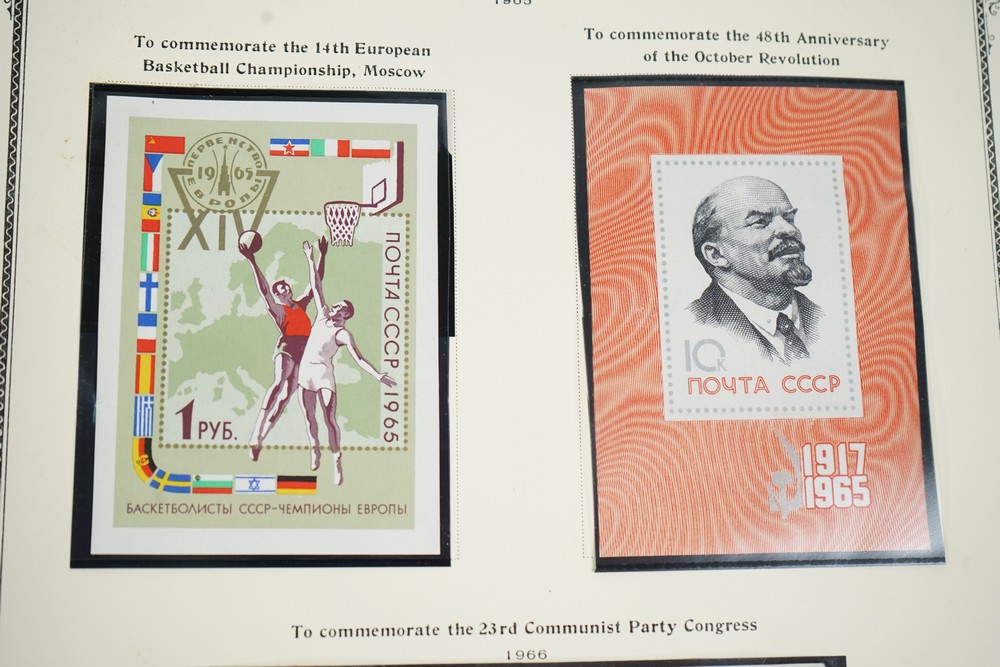 1965
To commemorate the 14th European
Basketball Championship, Moscow
ПЕРВЕНСТВО
1965
ЕВРОПЫ
XIV
ПОЧТА СССР 1965
1 РУБ.
БАСКЕТБОЛИСТЫ СССР-ЧЕМПИОНЫ ЕВРОПЫ
To commemorate the 48th Anniversary
of the October Revolution
10к
ПОЧТА СССР
1917
1965
To commemorate the 23rd Communist Party Congress
1966